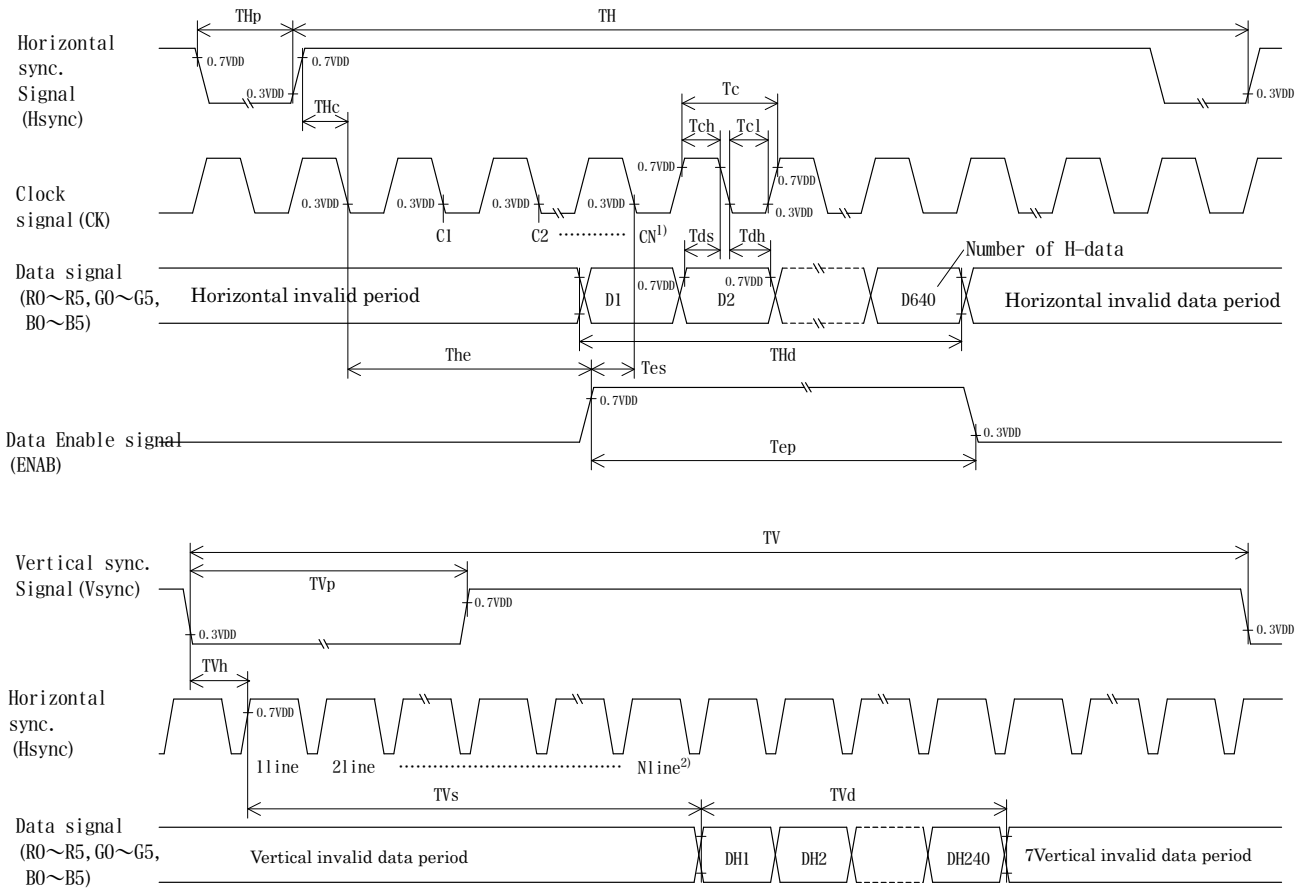 THp
TH
Horizontal
sync.
Signal
(Hsync)
0.7VDD
0.3VDD
0.7VDD
0.3VDD
THc
Tc
Tch
Tcl
Clock
signal(CK)
0.3VDD
0.3VDD
0.3VDD
0.3VDD
0.7VDD
0.7VDD
0.3VDD
C1
C2 ………… CN1)
Tds
Tdh
Number of H-data
Data signal
(R0～R5,G0～G5,
B0～B5)
Horizontal invalid period
D1
0.7VDD
D2
0.7VDD
D640
Horizontal invalid data period
The
Tes
THd
0.7VDD
Data Enable signal
(ENAB)
0.3VDD
Tep
TV
Vertical sync.
Signal(Vsync)
TVp
0.7VDD
0.3VDD
0.3VDD
TVh
Horizontal
sync.
(Hsync)
0.7VDD
1line
2line ………………………………… Nline2)
TVs
TVd
Data signal
(R0～R5,G0～G5,
B0～B5)
Vertical invalid data period
DH1
DH2
DH240
7Vertical invalid data period